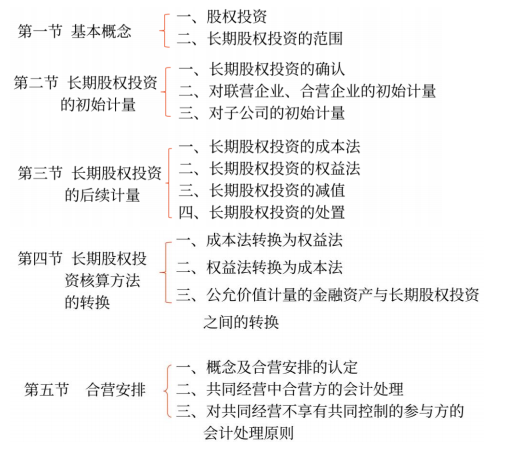 第一节 基本概念
一、股权投资
二、长期股权投资的范围
第二节 长期股权投资
的初始计量
一、长期股权投资的确认
二、对联营企业、合营企业的初始计量
三、对子公司的初始计量
第三节 长期股权投资
的后续计量
一、长期股权投资的成本法
二、长期股权投资的权益法
三、长期股权投资的减值
四、长期股权投资的处置
第四节 长期股权投
资核算方法
的转换
一、成本法转换为权益法
二、权益法转换为成本法
三、公允价值计量的金融资产与长期股权投资
之间的转换
第五节 合营安排
一、概念及合营安排的认定
二、共同经营中合营方的会计处理
三、对共同经营不享有共同控制的参与方的
会计处理原则